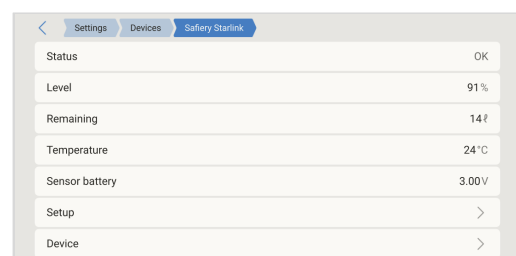 Settings Devices Safiery Starlink
Status OK
Level 91%
Remaining 14ℓ
Temperature 24°C
Sensor battery 3.00V
Setup
Device